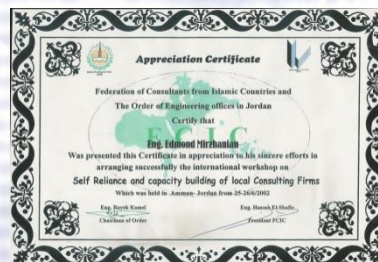 Appreciation Certificate
Federation of Consultants from Islamic Countries and
The Order of Engineering offices in Jordan
Certify that
FCIC
Eng. Edmond Mirzhanian
Was presented this Certificate in appreciation to his sincere efforts in
arranging successfully the international workshop on
Self Reliance and capacity building of local Consulting Firms
Which was held in Amman- Jordan from 25-26/6/2002
Eng. Rayek Kamel
Eng. Hassab El-Shafie
Chairman of Order
President FCIC